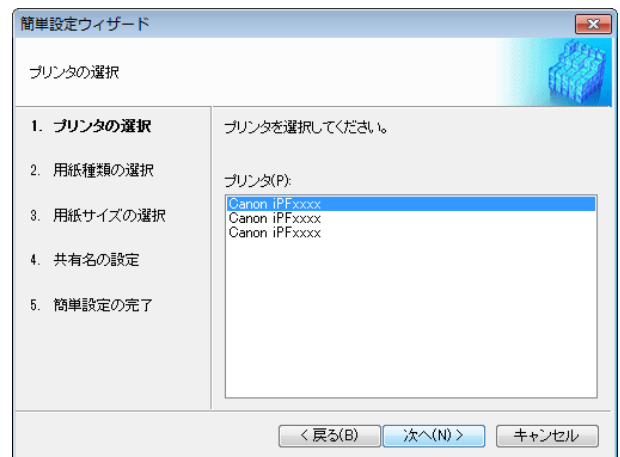 簡単設定ウィザード
プリンタの選択
1. プリンタの選択
プリンタを選択してください。
2. 用紙種類の選択
プリンタ(P):
Canon iPFxxxx
Canon iPFxxxx
Canon iPFxxxx
3. 用紙サイズの選択
4. 共有名の設定
5. 簡単設定の完了
< 戻る(B) 次へ(N) > キャンセル